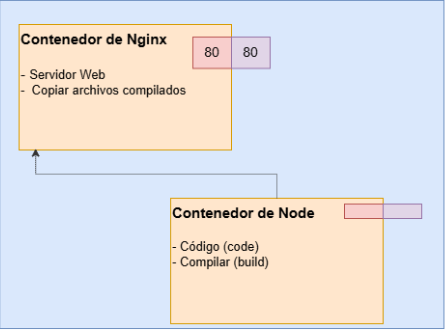 Contenedor de Nginx
80 80
- Servidor Web
- Copiar archivos compilados
Contenedor de Node
- Código (code)
- Compilar (build)